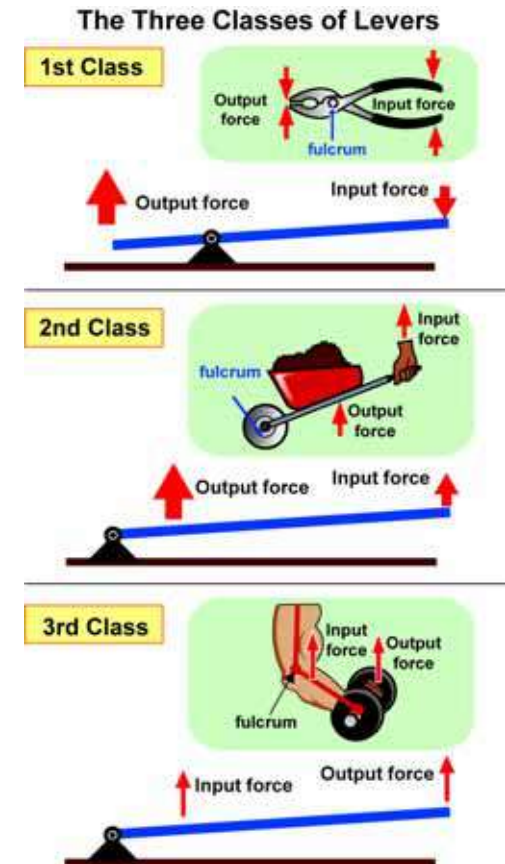 The Three Classes of Levers
1st Class
Output
force
Input force
fulcrum
Output force
Input force
2nd Class
Input
force
fulcrum
Output
force
Output force
Input force
3rd Class
Input
force
Output
force
fulcrum
Input force
Output force